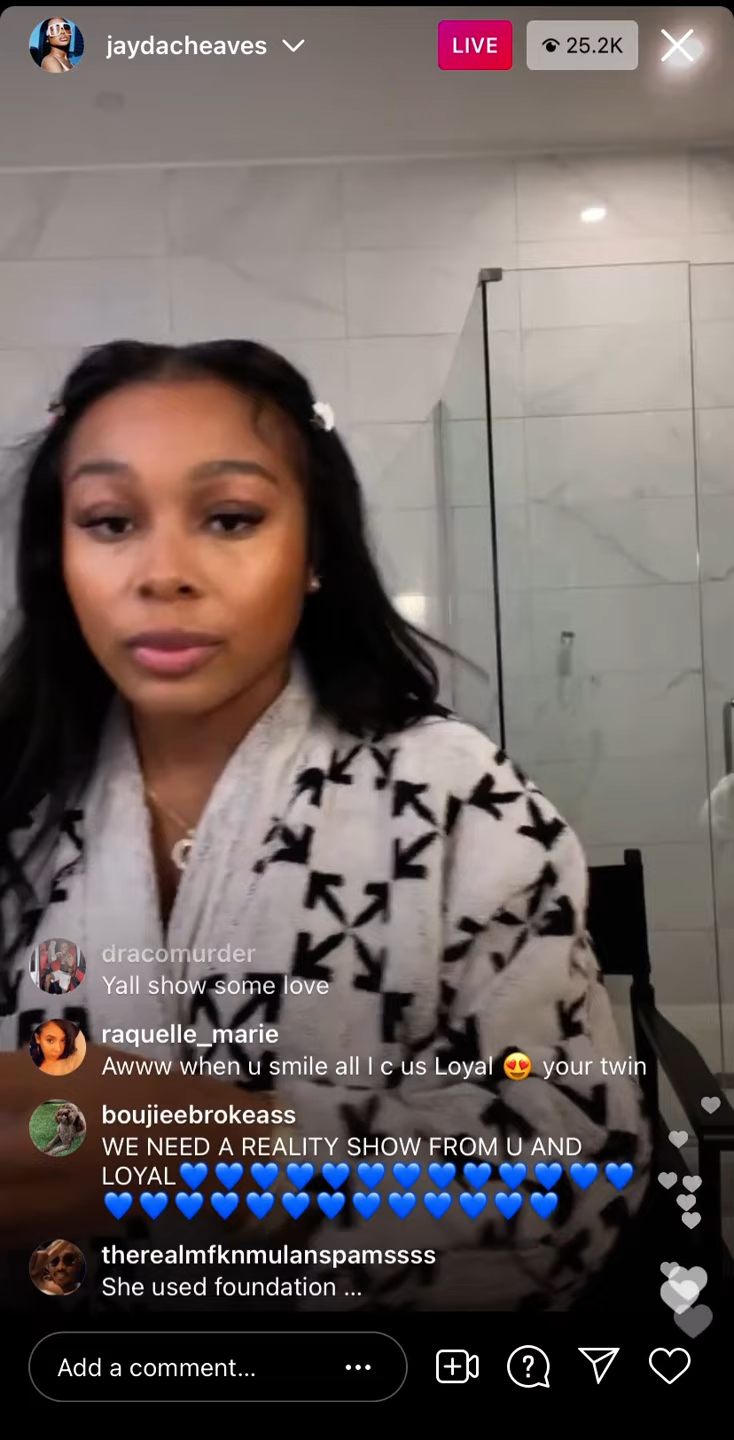 jaydacheaves
LIVE
25.2K
dracomurder
Yall show some love
raquelle_marie
Awww when u smile all I c us Loyal 😍 your twin
boujieebrokeass
WE NEED A REALITY SHOW FROM U AND
LOYAL💙💙💙💙💙💙💙💙💙💙💙💙💙
💙💙💙💙💙💙💙💙💙💙💙💙💙
therealmfknmulanspamssss
She used foundation ...
Add a comment...